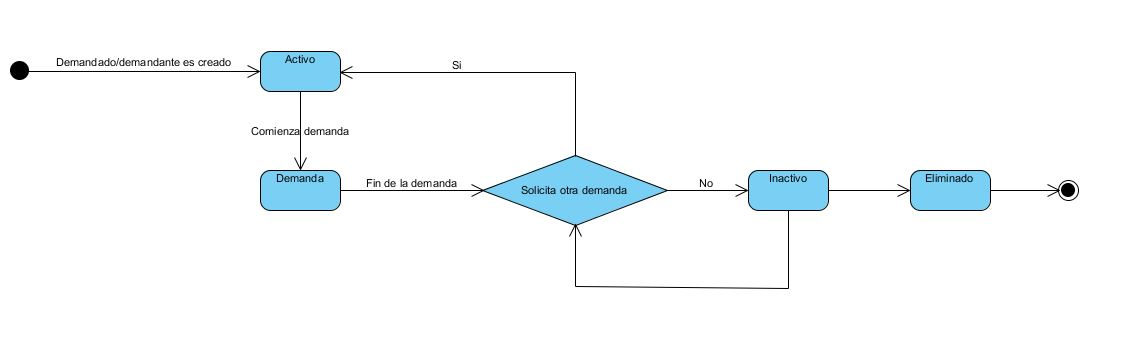 Demandado/demandante es creado
Activo
Si
Comienza demanda
Demanda
Fin de la demanda
Solicita otra demanda
No
Inactivo
Eliminado